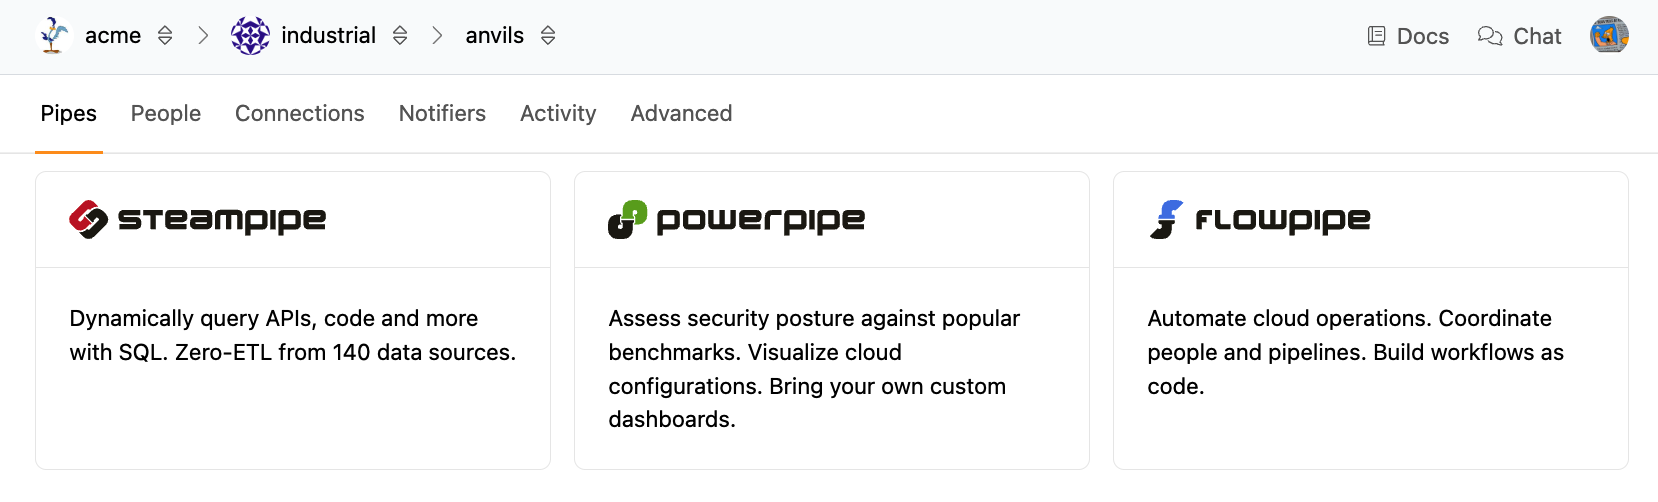 acme industrial anvils Docs Chat
Pipes People Connections Notifiers Activity Advanced
steampipe
Dynamically query APIs, code and more
with SQL. Zero-ETL from 140 data sources.
powerpipe
Assess security posture against popular
benchmarks. Visualize cloud
configurations. Bring your own custom
dashboards.
flowpipe
Automate cloud operations. Coordinate
people and pipelines. Build workflows as
code.